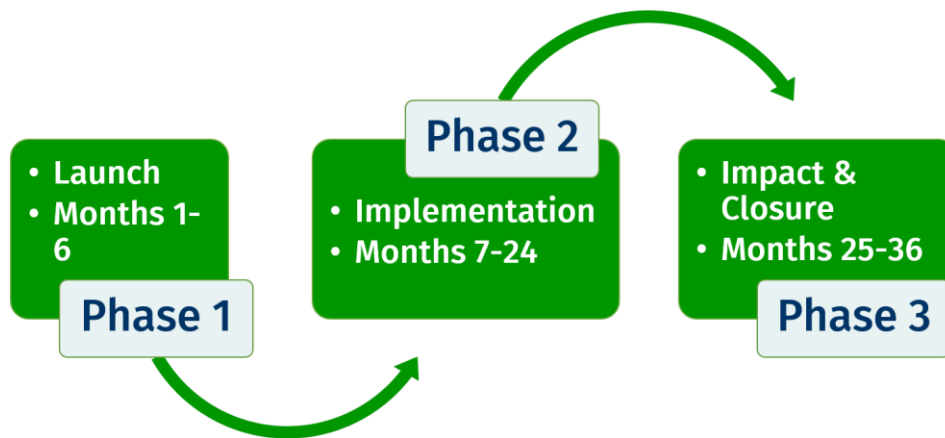 • Launch
• Months 1-
6
Phase 1
Phase 2
• Implementation
• Months 7-24
• Impact &
Closure
• Months 25-36
Phase 3